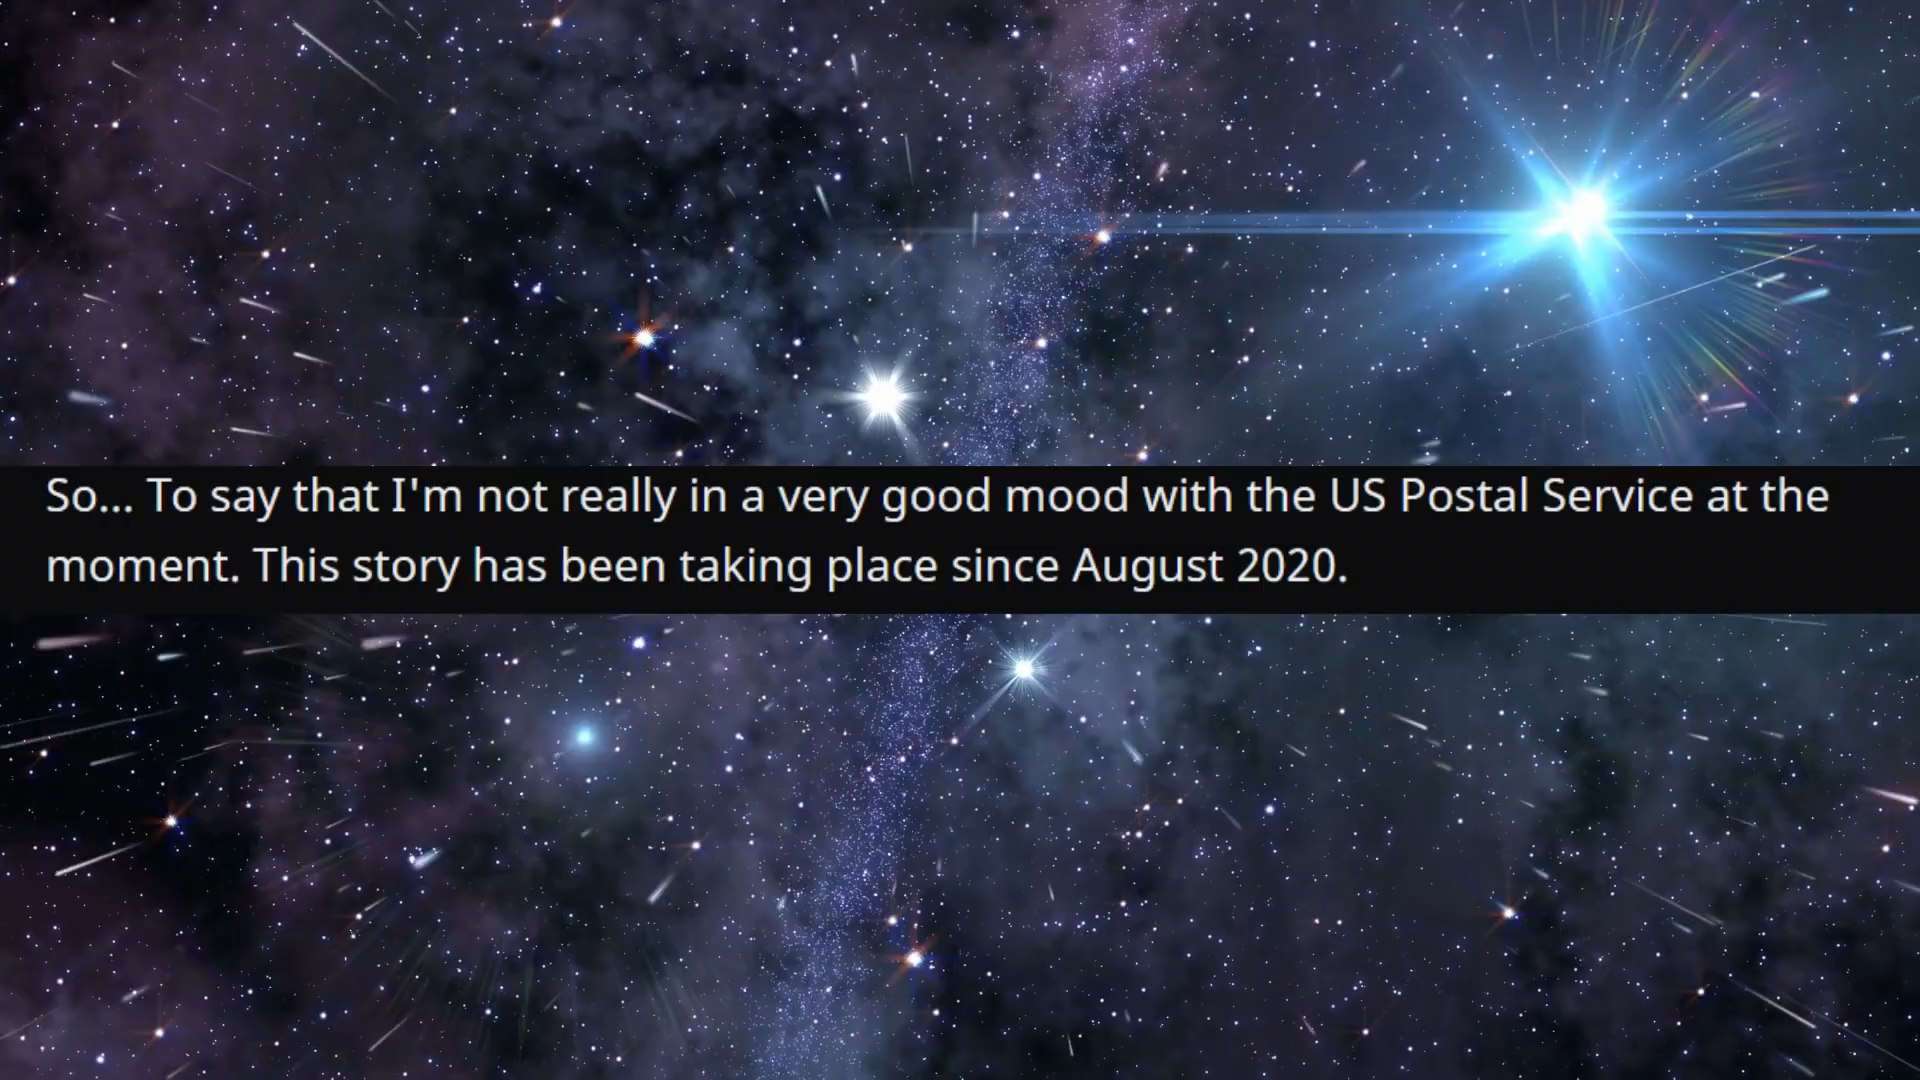 So... To say that I'm not really in a very good mood with the US Postal Service at the
moment. This story has been taking place since August 2020.